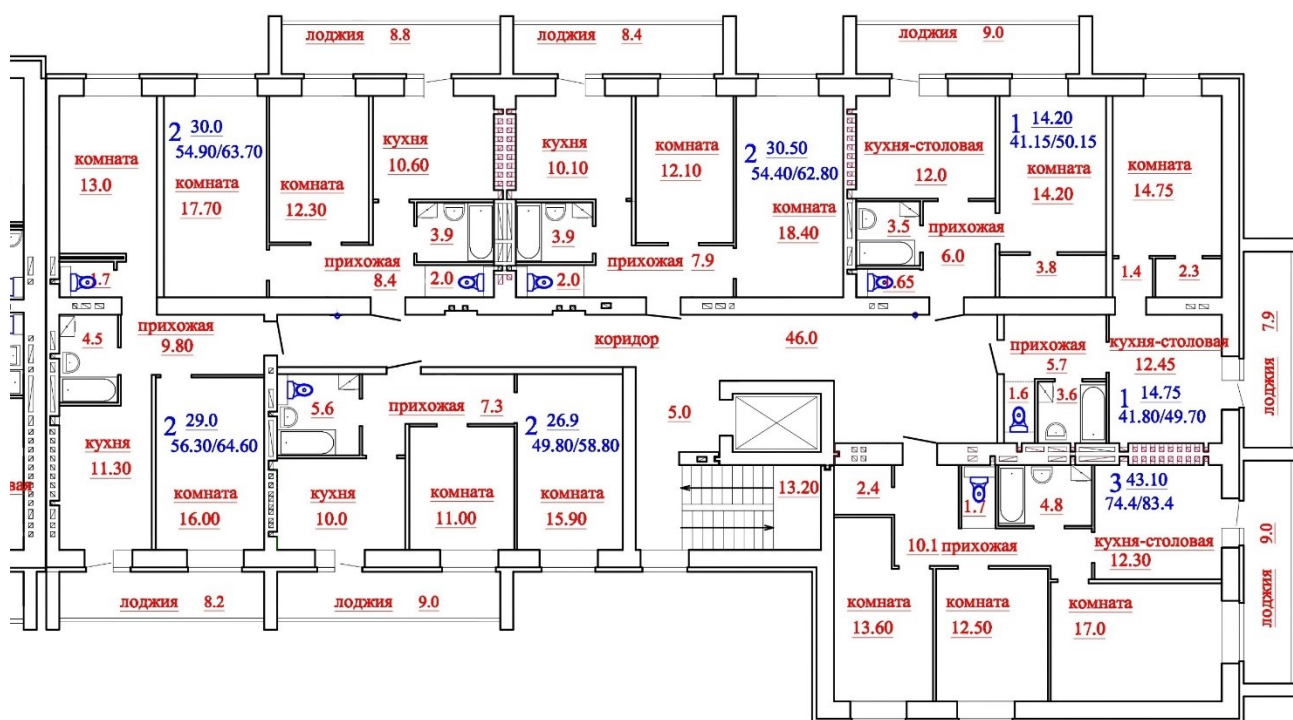 лоджия 8.8
лоджия 8.4
лоджия 9.0
комната
13.0
2 30.0
54.90/63.70
комната
17.70
комната
12.30
кухня
10.60
3.9
прихожая
8.4
2.0
1.7
кухня
10.10
комната
12.10
2 30.50
54.40/62.80
комната
18.40
3.9
прихожая 7.9
2.0
кухня-столовая
12.0
1 14.20
41.15/50.15
комната
14.20
3.5
прихожая
6.0
.65
3.8
комната
14.75
1.4
2.3
4.5
прихожая
9.80
коридор 46.0
прихожая
5.7
кухня-столовая
12.45
1 14.75
41.80/49.70
1.6
3.6
лоджия 7.9
кухня
11.30
2 29.0
56.30/64.60
комната
16.00
5.6
прихожая 7.3
кухня
10.0
комната
11.00
2 26.9
49.80/58.80
комната
15.90
5.0
13.20
2.4
1.7
4.8
3 43.10
74.4/83.4
10.1 прихожая
кухня-столовая
12.30
комната
13.60
комната
12.50
комната
17.0
лоджия 9.0
лоджия 8.2
лоджия 9.0